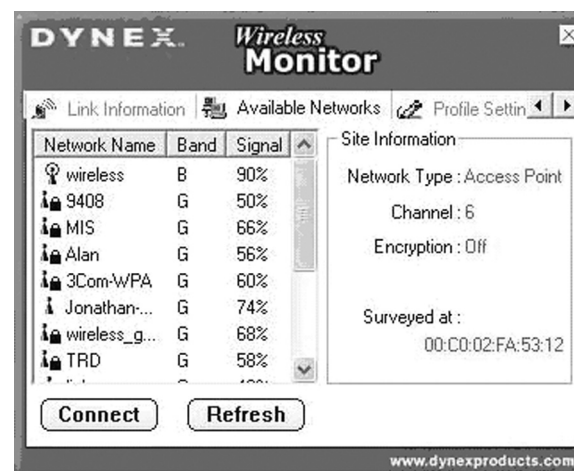 DYNEX Wireless
Monitor
Link Information Available Networks Profile Settin
Network Name Band Signal
wireless B 90%
9408 G 50%
MIS G 66%
Alan G 56%
3Com-WPA G 60%
Jonathan-... G 74%
wireless_g... G 68%
TRD G 58%
Site Information
Network Type : Access Point
Channel : 6
Encryption : Off
Surveyed at :
00:C0:02:FA:53:12
Connect Refresh
www.dynexproducts.com